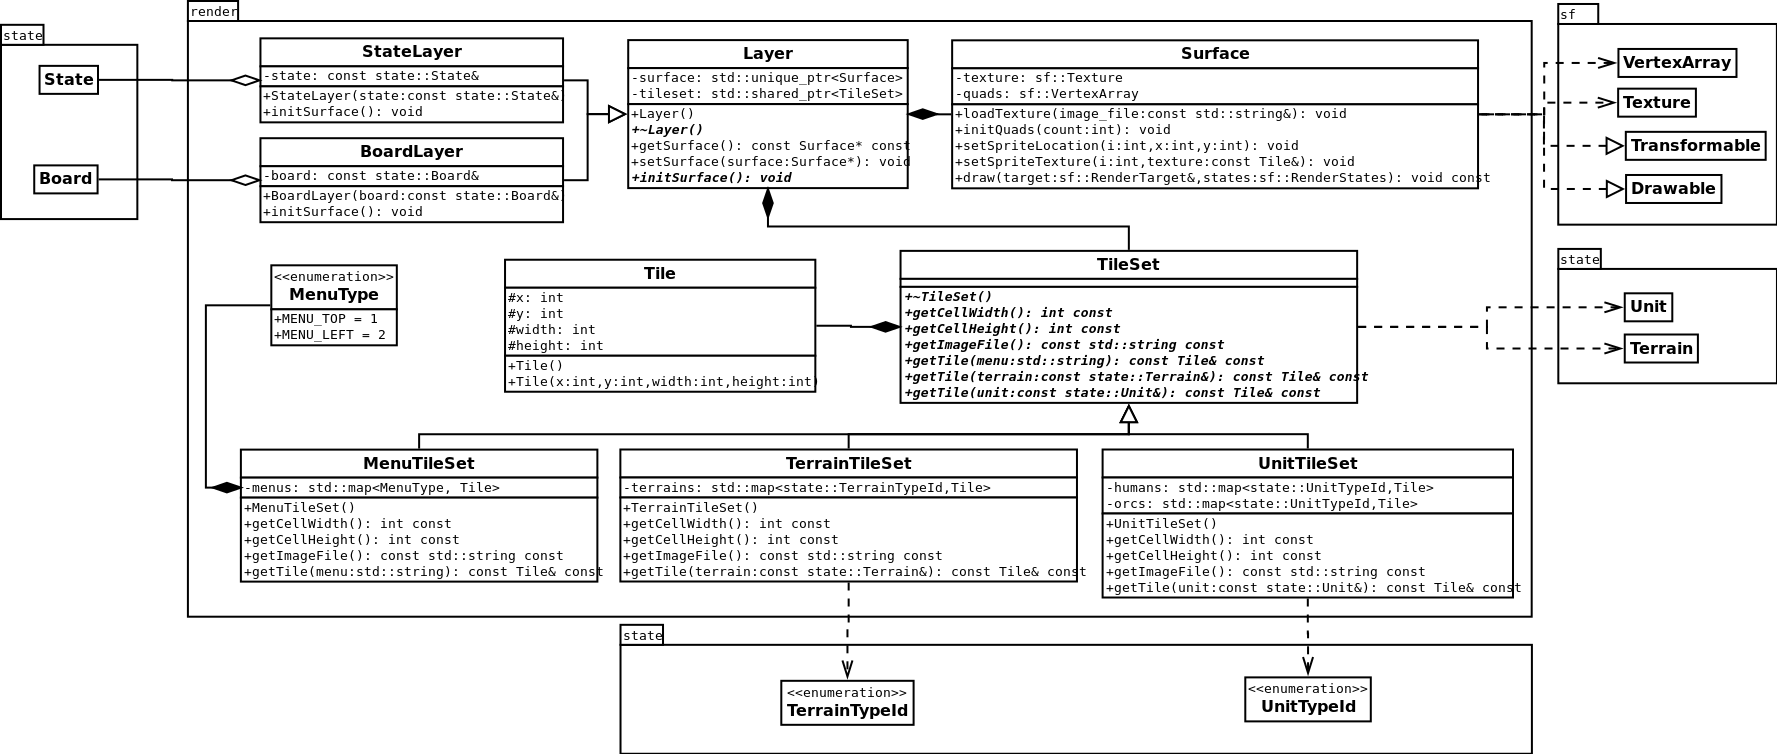 state
State
Board
render
StateLayer
-state: const state::State&
+StateLayer(state:const state::State&)
+initSurface(): void
BoardLayer
-board: const state::Board&
+BoardLayer(board:const state::Board&)
+initSurface(): void
Layer
-surface: std::unique_ptr<Surface>
-tileset: std::shared_ptr<TileSet>
+Layer()
+~Layer()
+getSurface(): const Surface* const
+setSurface(surface:Surface*): void
+initSurface(): void
Surface
-texture: sf::Texture
-quads: sf::VertexArray
+loadTexture(image_file:const std::string&): void
+initQuads(count:int): void
+setSpriteLocation(i:int,x:int,y:int): void
+setSpriteTexture(i:int,texture:const Tile&): void
+draw(target:sf::RenderTarget&,states:sf::RenderStates): void const
sf
VertexArray
Texture
Transformable
Drawable
<<enumeration>>
MenuType
+MENU_TOP = 1
+MENU_LEFT = 2
Tile
#x: int
#y: int
#width: int
#height: int
+Tile()
+Tile(x:int,y:int,width:int,height:int)
TileSet
+~TileSet()
+getCellWidth(): int const
+getCellHeight(): int const
+getImageFile(): const std::string const
+getTile(menu:std::string): const Tile& const
+getTile(terrain:const state::Terrain&): const Tile& const
+getTile(unit:const state::Unit&): const Tile& const
state
Unit
Terrain
MenuTileSet
-menus: std::map<MenuType, Tile>
+MenuTileSet()
+getCellWidth(): int const
+getCellHeight(): int const
+getImageFile(): const std::string const
+getTile(menu:std::string): const Tile& const
TerrainTileSet
-terrains: std::map<state::TerrainTypeId,Tile>
+TerrainTileSet()
+getCellWidth(): int const
+getCellHeight(): int const
+getImageFile(): const std::string const
+getTile(terrain:const state::Terrain&): const Tile& const
UnitTileSet
-humans: std::map<state::UnitTypeId,Tile>
-orcs: std::map<state::UnitTypeId,Tile>
+UnitTileSet()
+getCellWidth(): int const
+getCellHeight(): int const
+getImageFile(): const std::string const
+getTile(unit:const state::Unit&): const Tile& const
state
<<enumeration>>
TerrainTypeId
<<enumeration>>
UnitTypeId